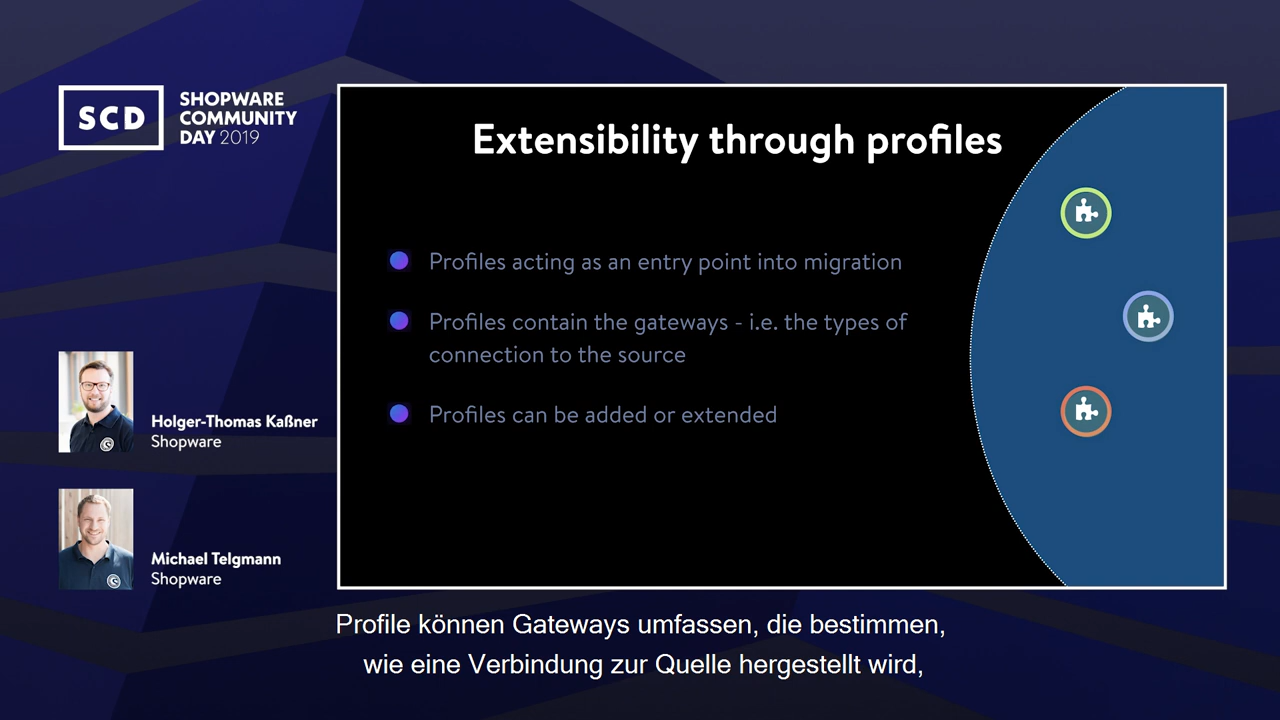 SCD
SHOPWARE
COMMUNITY
DAY 2019
Extensibility through profiles
Profiles acting as an entry point into migration
Profiles contain the gateways - i.e. the types of
connection to the source
Profiles can be added or extended
Holger-Thomas Kaßner
Shopware
Michael Telgmann
Shopware
Profile können Gateways umfassen, die bestimmen,
wie eine Verbindung zur Quelle hergestellt wird,